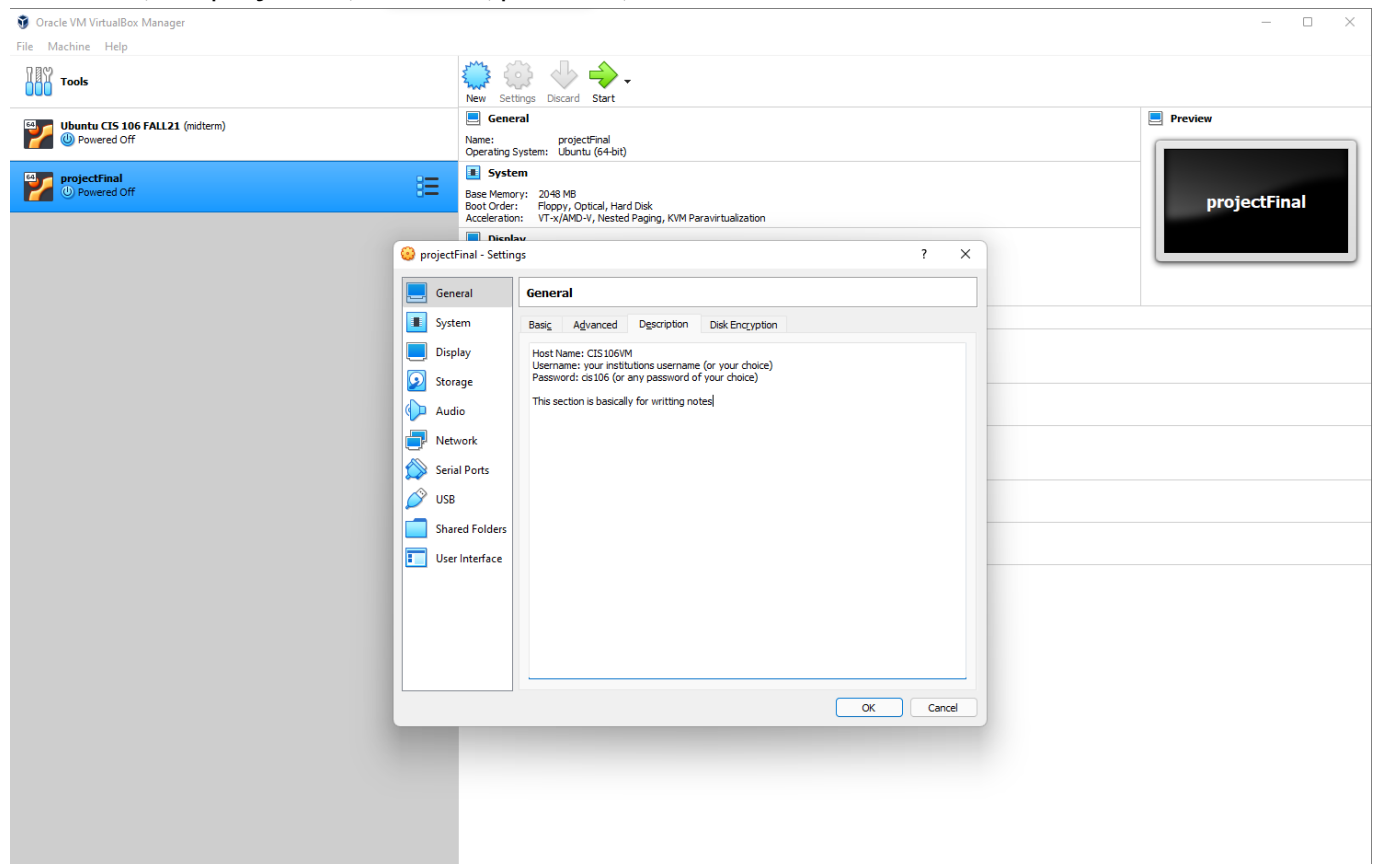 Oracle VM VirtualBox Manager
File Machine Help
Tools
New Settings Discard Start
64 Ubuntu CIS 106 FALL21 (midterm)
Powered Off
64 projectFinal
Powered Off
General
Name: projectFinal
Operating System: Ubuntu (64-bit)
System
Base Memory: 2048 MB
Boot Order: Floppy, Optical, Hard Disk
Acceleration: VT-x/AMD-V, Nested Paging, KVM Paravirtualization
Display
Preview
projectFinal
projectFinal - Settings
?
General
System
Display
Storage
Audio
Network
Serial Ports
USB
Shared Folders
User Interface
General
Basic Advanced Description Disk Encryption
Host Name: CIS106VM
Username: your institutions username (or your choice)
Password: cis106 (or any password of your choice)
This section is basically for writting notes
OK Cancel